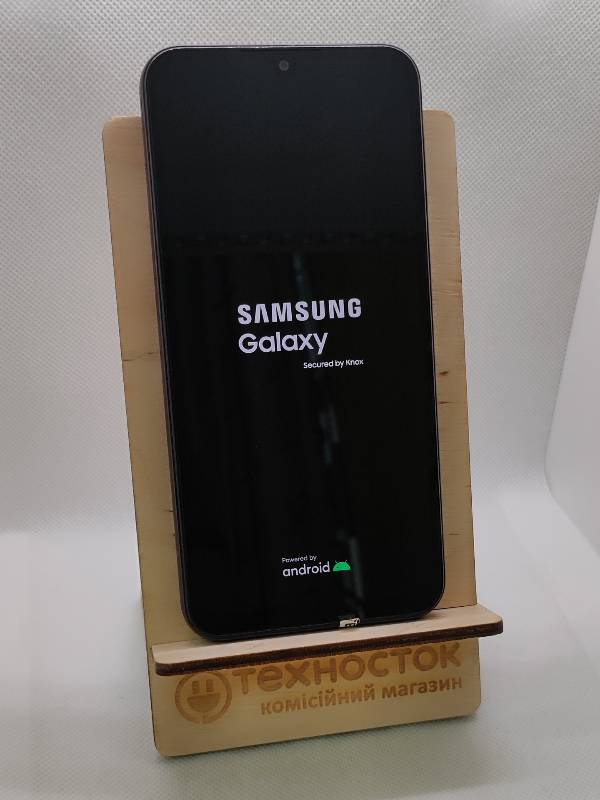 SAMSUNG
Galaxy
Secured by Knox
Powered by
android
техносток
комісійний магазин